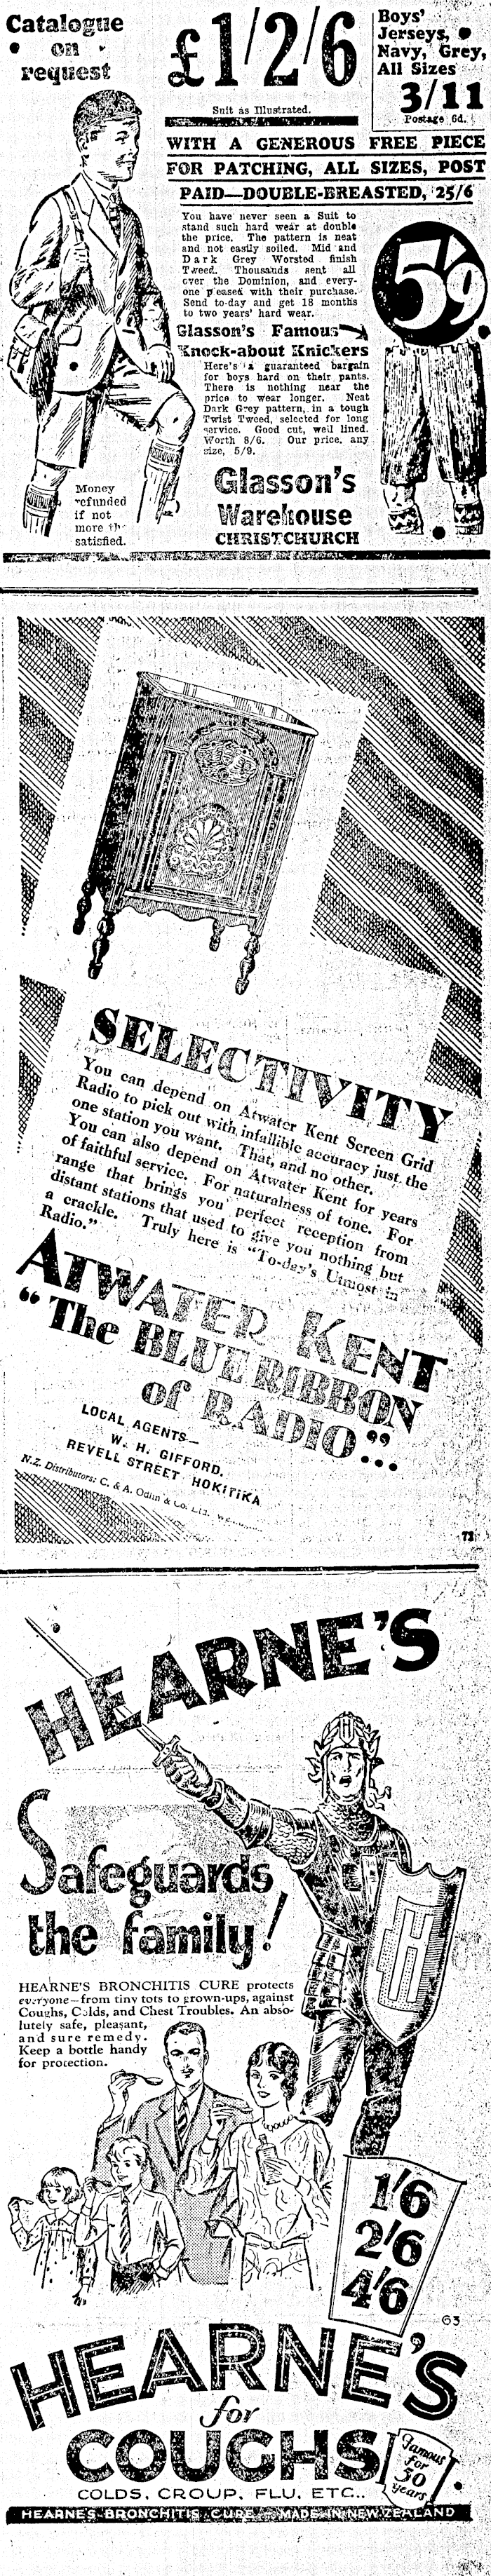 Catalogue
on
request
£1/2/6
Suit as Illustrated.
Boys'
Jerseys,
Navy, Grey,
All Sizes
3/11
Postage 6d.
WITH A GENEROUS FREE PIECE
FOR PATCHING, ALL SIZES, POST
PAID—DOUBLE-BREASTED, 25/6
You have never seen a Suit to
stand such hard wear at double
the price. The pattern is neat
and not easily soiled. Mid and
Dark Grey Worsted finish
Tweed. Thousands sent all
over the Dominion, and every-
one pleased with their purchase.
Send to-day and get 18 months
to two years' hard wear.
5/9
Glasson's Famous
Knock-about Knickers
Here's a guaranteed bargain
for boys hard on their pants.
There is nothing near the
price to wear longer. Neat
Dark Grey pattern, in a tough
Twist Tweed, selected for long
service. Good cut, well lined.
Worth 8/6. Our price, any
size, 5/9.
Money
refunded
if not
more
satisfied.
Glasson's
Warehouse
CHRISTCHURCH
SELECTIVITY
You can depend on Atwater Kent Screen Grid
Radio to pick out with infallible accuracy just the
one station you want. That, and no other.
You can also depend on Atwater Kent for years
of faithful service. For naturalness of tone. For
range that brings you perfect reception from
distant stations that used to give you nothing but
a crackle. Truly here is "To-day's Utmost in
Radio."
ATWATER KENT
"The BLUE RIBBON
of RADIO"...
LOCAL AGENTS—
W. H. GIFFORD,
REVELL STREET HOKITIKA
N.Z. Distributors: C. & A. Odlin & Co. Ltd.
73
HEARNE'S
Safeguards
the family!
H
HEARNE'S BRONCHITIS CURE protects
everyone—from tiny tots to grown-ups, against
Coughs, Colds, and Chest Troubles. An abso-
lutely safe, pleasant,
and sure remedy.
Keep a bottle handy
for protection.
1/6
2/6
4/6
63
HEARNE'S
for
COUGHS
Famous
for
30
years
COLDS, CROUP, FLU, ETC..
HEARNE'S BRONCHITIS CURE — MADE IN NEW ZEALAND